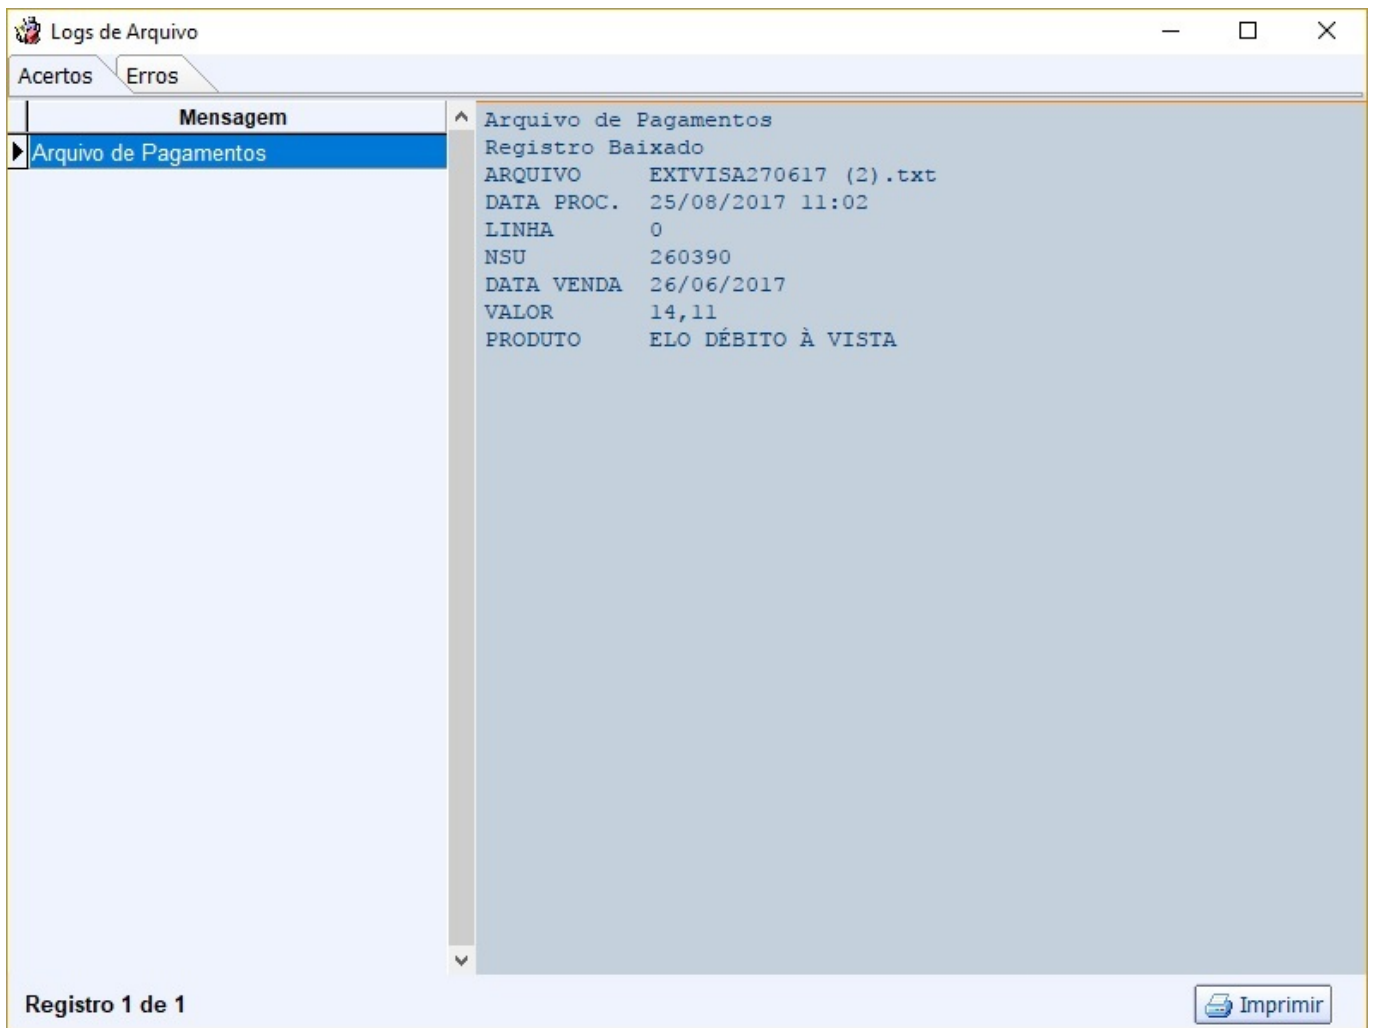 Logs de Arquivo
Acertos Erros
Mensagem
Arquivo de Pagamentos
Arquivo de Pagamentos
Registro Baixado
ARQUIVO EXTVISA270617 (2).txt
DATA PROC. 25/08/2017 11:02
LINHA 0
NSU 260390
DATA VENDA 26/06/2017
VALOR 14,11
PRODUTO ELO DÉBITO À VISTA
Registro 1 de 1
Imprimir